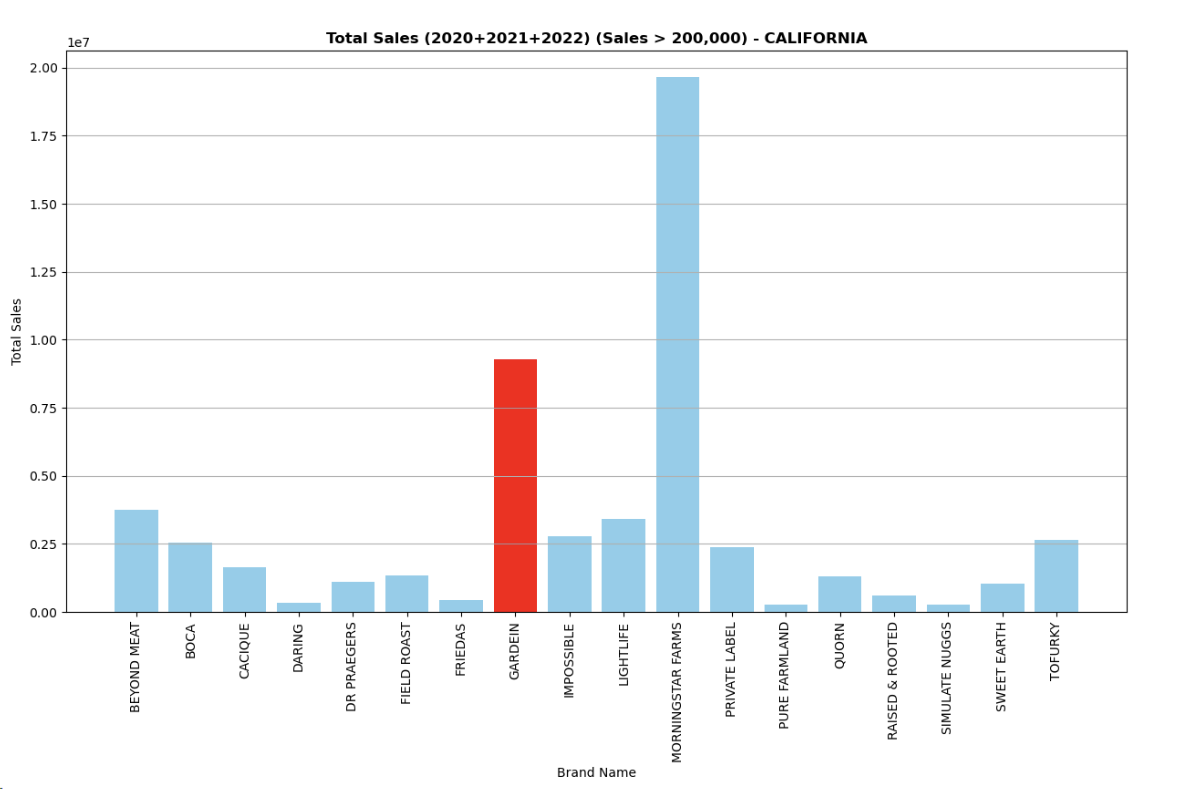 Total Sales (2020+2021+2022) (Sales > 200,000) - CALIFORNIA
1e7
2.00
1.75
1.50
1.25
1.00
0.75
0.50
0.25
0.00
Total Sales
BEYOND MEAT
BOCA
CACIQUE
DARING
DR PRAEGERS
FIELD ROAST
FRIEDAS
GARDEIN
IMPOSSIBLE
LIGHTLIFE
MORNINGSTAR FARMS
PRIVATE LABEL
PURE FARMLAND
QUORN
RAISED & ROOTED
SIMULATE NUGGS
SWEET EARTH
TOFURKY
Brand Name